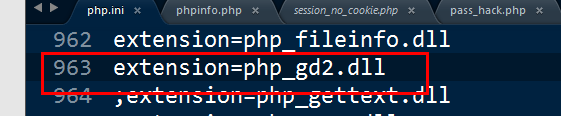 php.ini phpinfo.php session_no_cookie.php pass_hack.php
962 extension=php_fileinfo.dll
963 extension=php_gd2.dll
964 ;extension=php_gettext.dll